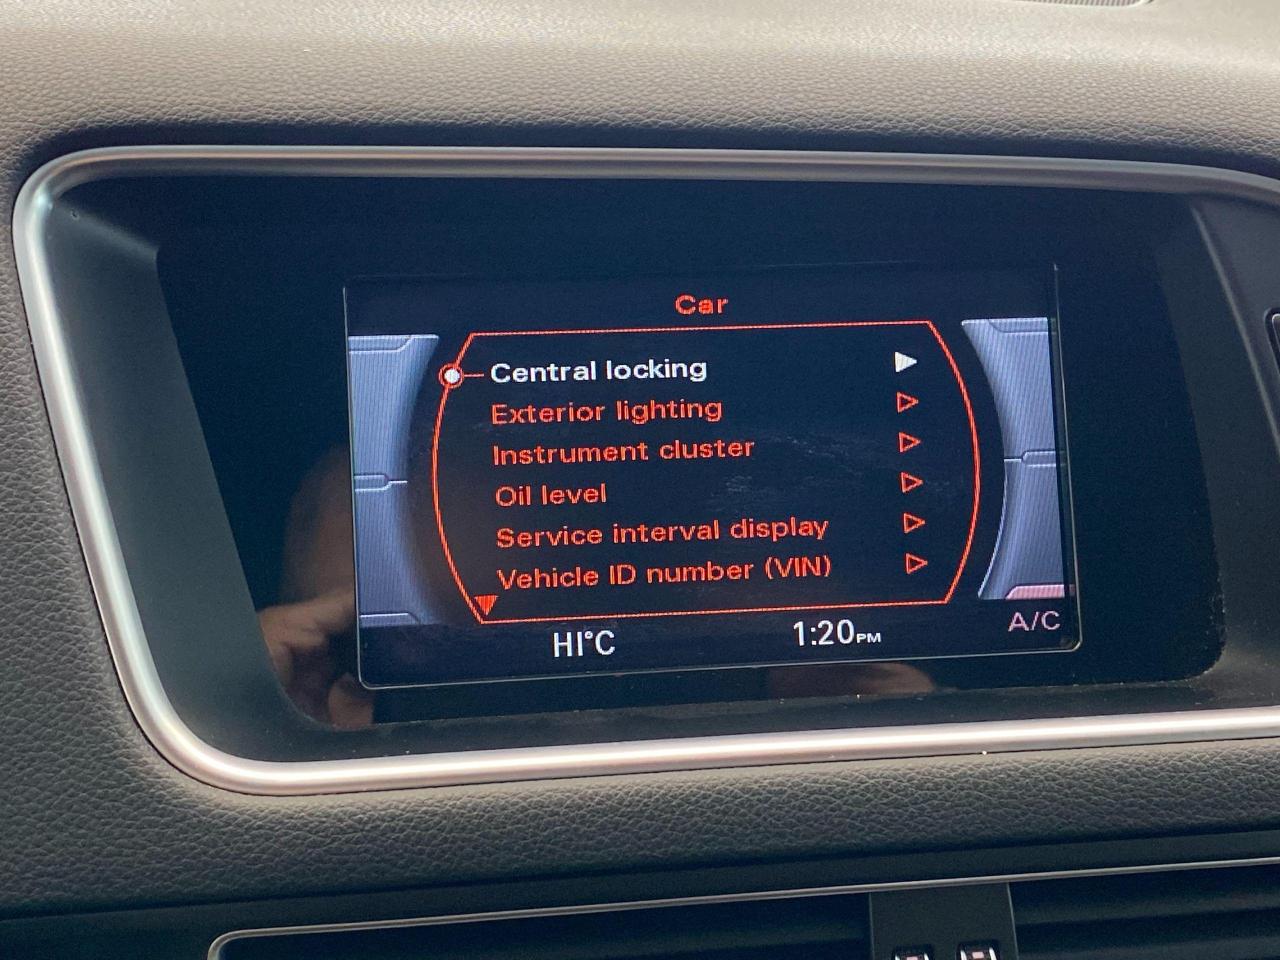 Car
Central locking
Exterior lighting
Instrument cluster
Oil level
Service interval display
Vehicle ID number (VIN)
HI°C 1:20PM A/C